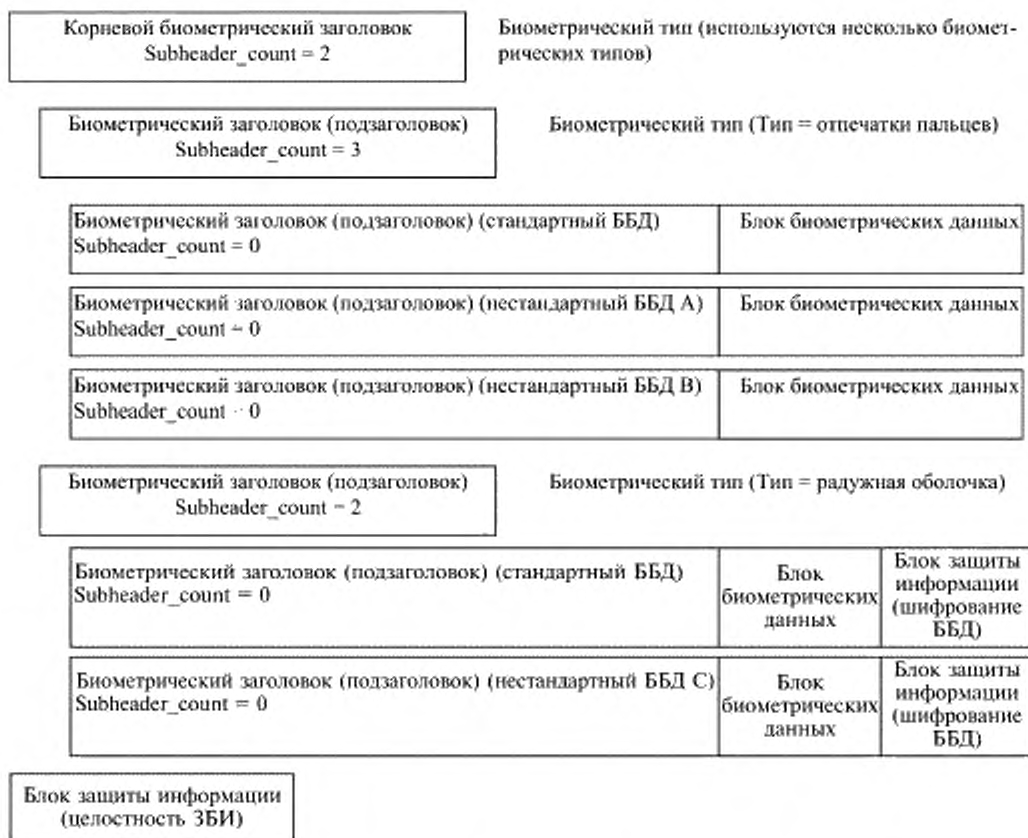 Корневой биометрический заголовок
Subheader_count = 2
Биометрический тип (используются несколько биомет-
рических типов)
Биометрический заголовок (подзаголовок)
Subheader_count = 3
Биометрический тип (Тип = отпечатки пальцев)
Биометрический заголовок (подзаголовок) (стандартный ББД)
Subheader_count = 0
Блок биометрических данных
Биометрический заголовок (подзаголовок) (нестандартный ББД A)
Subheader_count = 0
Блок биометрических данных
Биометрический заголовок (подзаголовок) (нестандартный ББД B)
Subheader_count = 0
Блок биометрических данных
Биометрический заголовок (подзаголовок)
Subheader_count = 2
Биометрический тип (Тип = радужная оболочка)
Биометрический заголовок (подзаголовок) (стандартный ББД)
Subheader_count = 0
Блок
биометрических
данных
Блок защиты
информации
(шифрование
ББД)
Биометрический заголовок (подзаголовок) (нестандартный ББД C)
Subheader_count = 0
Блок
биометрических
данных
Блок защиты
информации
(шифрование
ББД)
Блок защиты информации
(целостность ЗБИ)